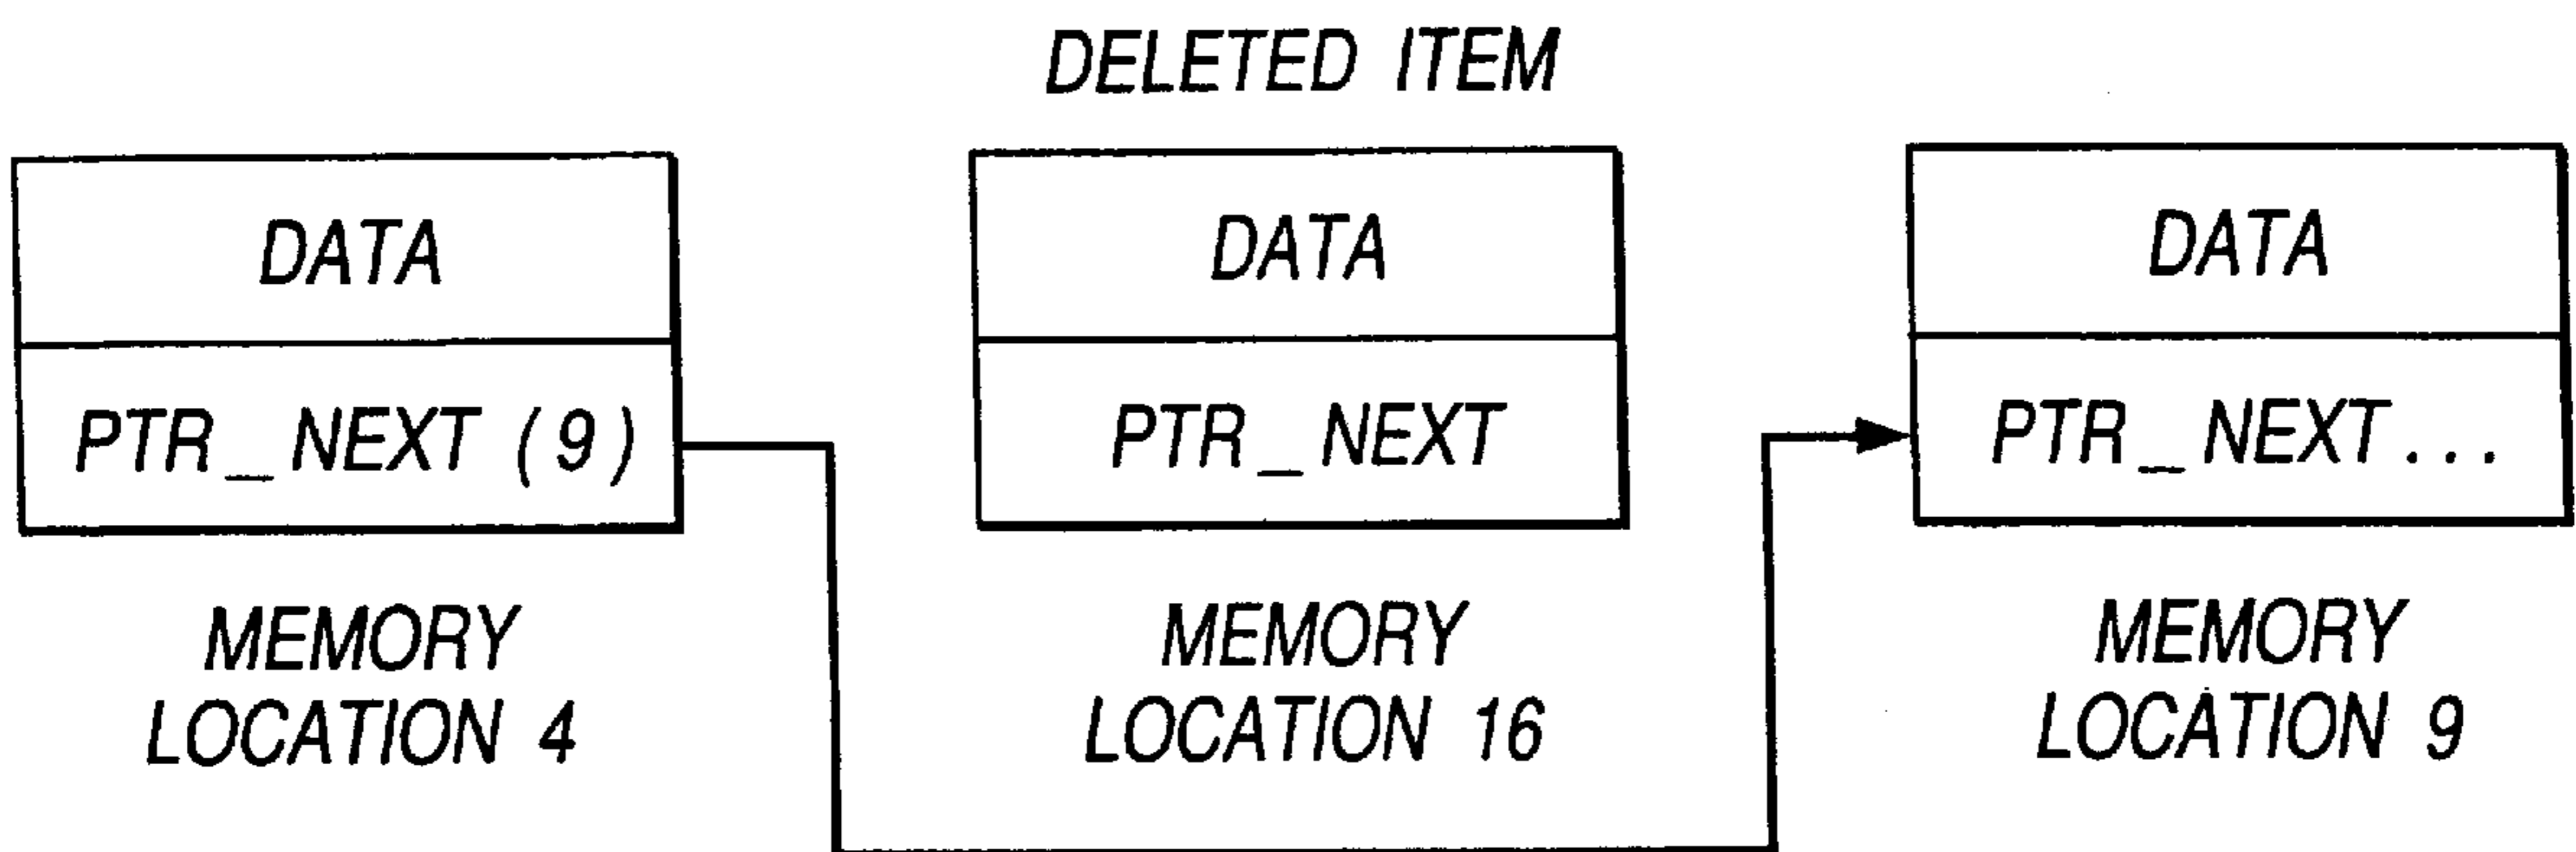 DELETED ITEM
DATA
PTR_NEXT (9)
MEMORY
LOCATION 4
DATA
PTR_NEXT
MEMORY
LOCATION 16
DATA
PTR_NEXT...
MEMORY
LOCATION 9